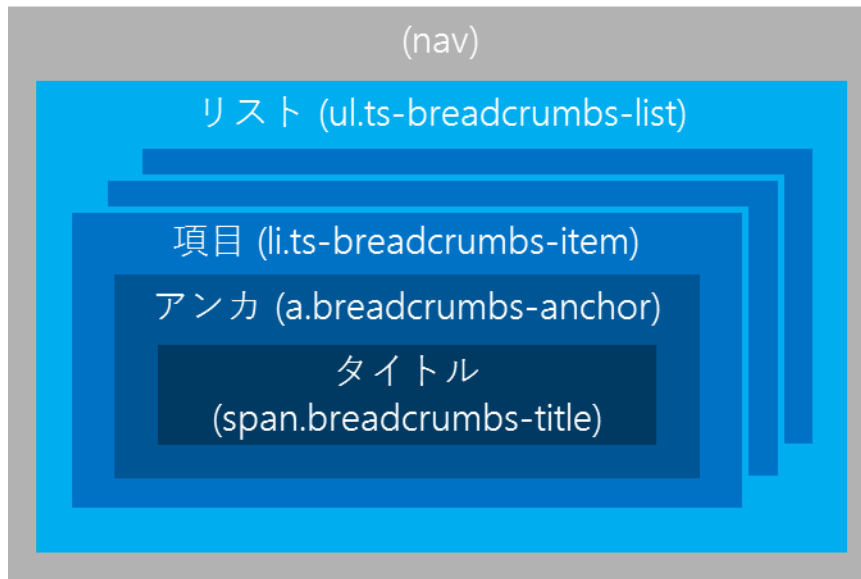 (nav)
リスト (ul.ts-breadcrumbs-list)
項目 (li.ts-breadcrumbs-item)
アンカ (a.breadcrumbs-anchor)
タイトル
(span.breadcrumbs-title)